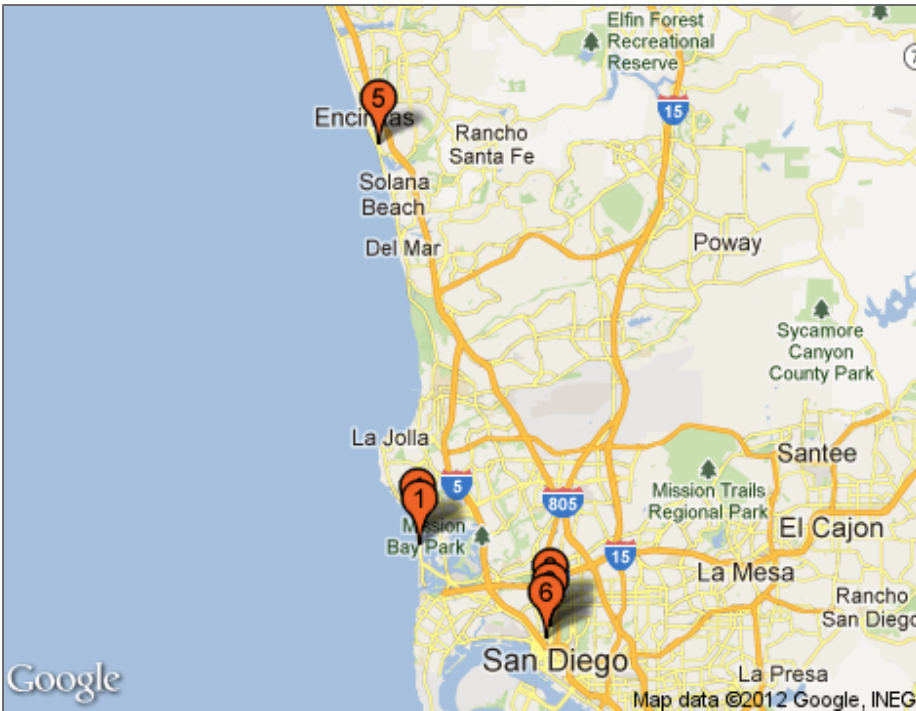 Elfin Forest
Recreational
Reserve
15
5
Encinitas
Rancho
Santa Fe
Solana
Beach
Del Mar
Poway
Sycamore
Canyon
County Park
La Jolla
Santee
5
1
805
Mission Trails
Regional Park
Mission
Bay Park
El Cajon
15
La Mesa
6
Rancho
San Diego
San Diego
La Presa
Google
Map data ©2012 Google, INEG